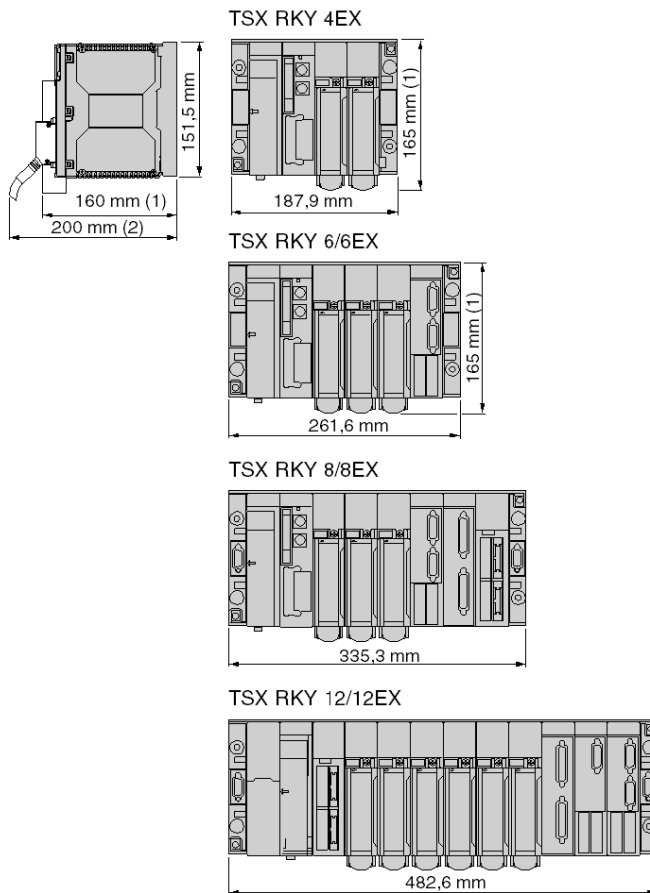 TSX RKY 4EX
151,5 mm
165 mm (1)
160 mm (1)
200 mm (2)
187,9 mm
TSX RKY 6/6EX
165 mm (1)
261,6 mm
TSX RKY 8/8EX
335,3 mm
TSX RKY 12/12EX
482,6 mm